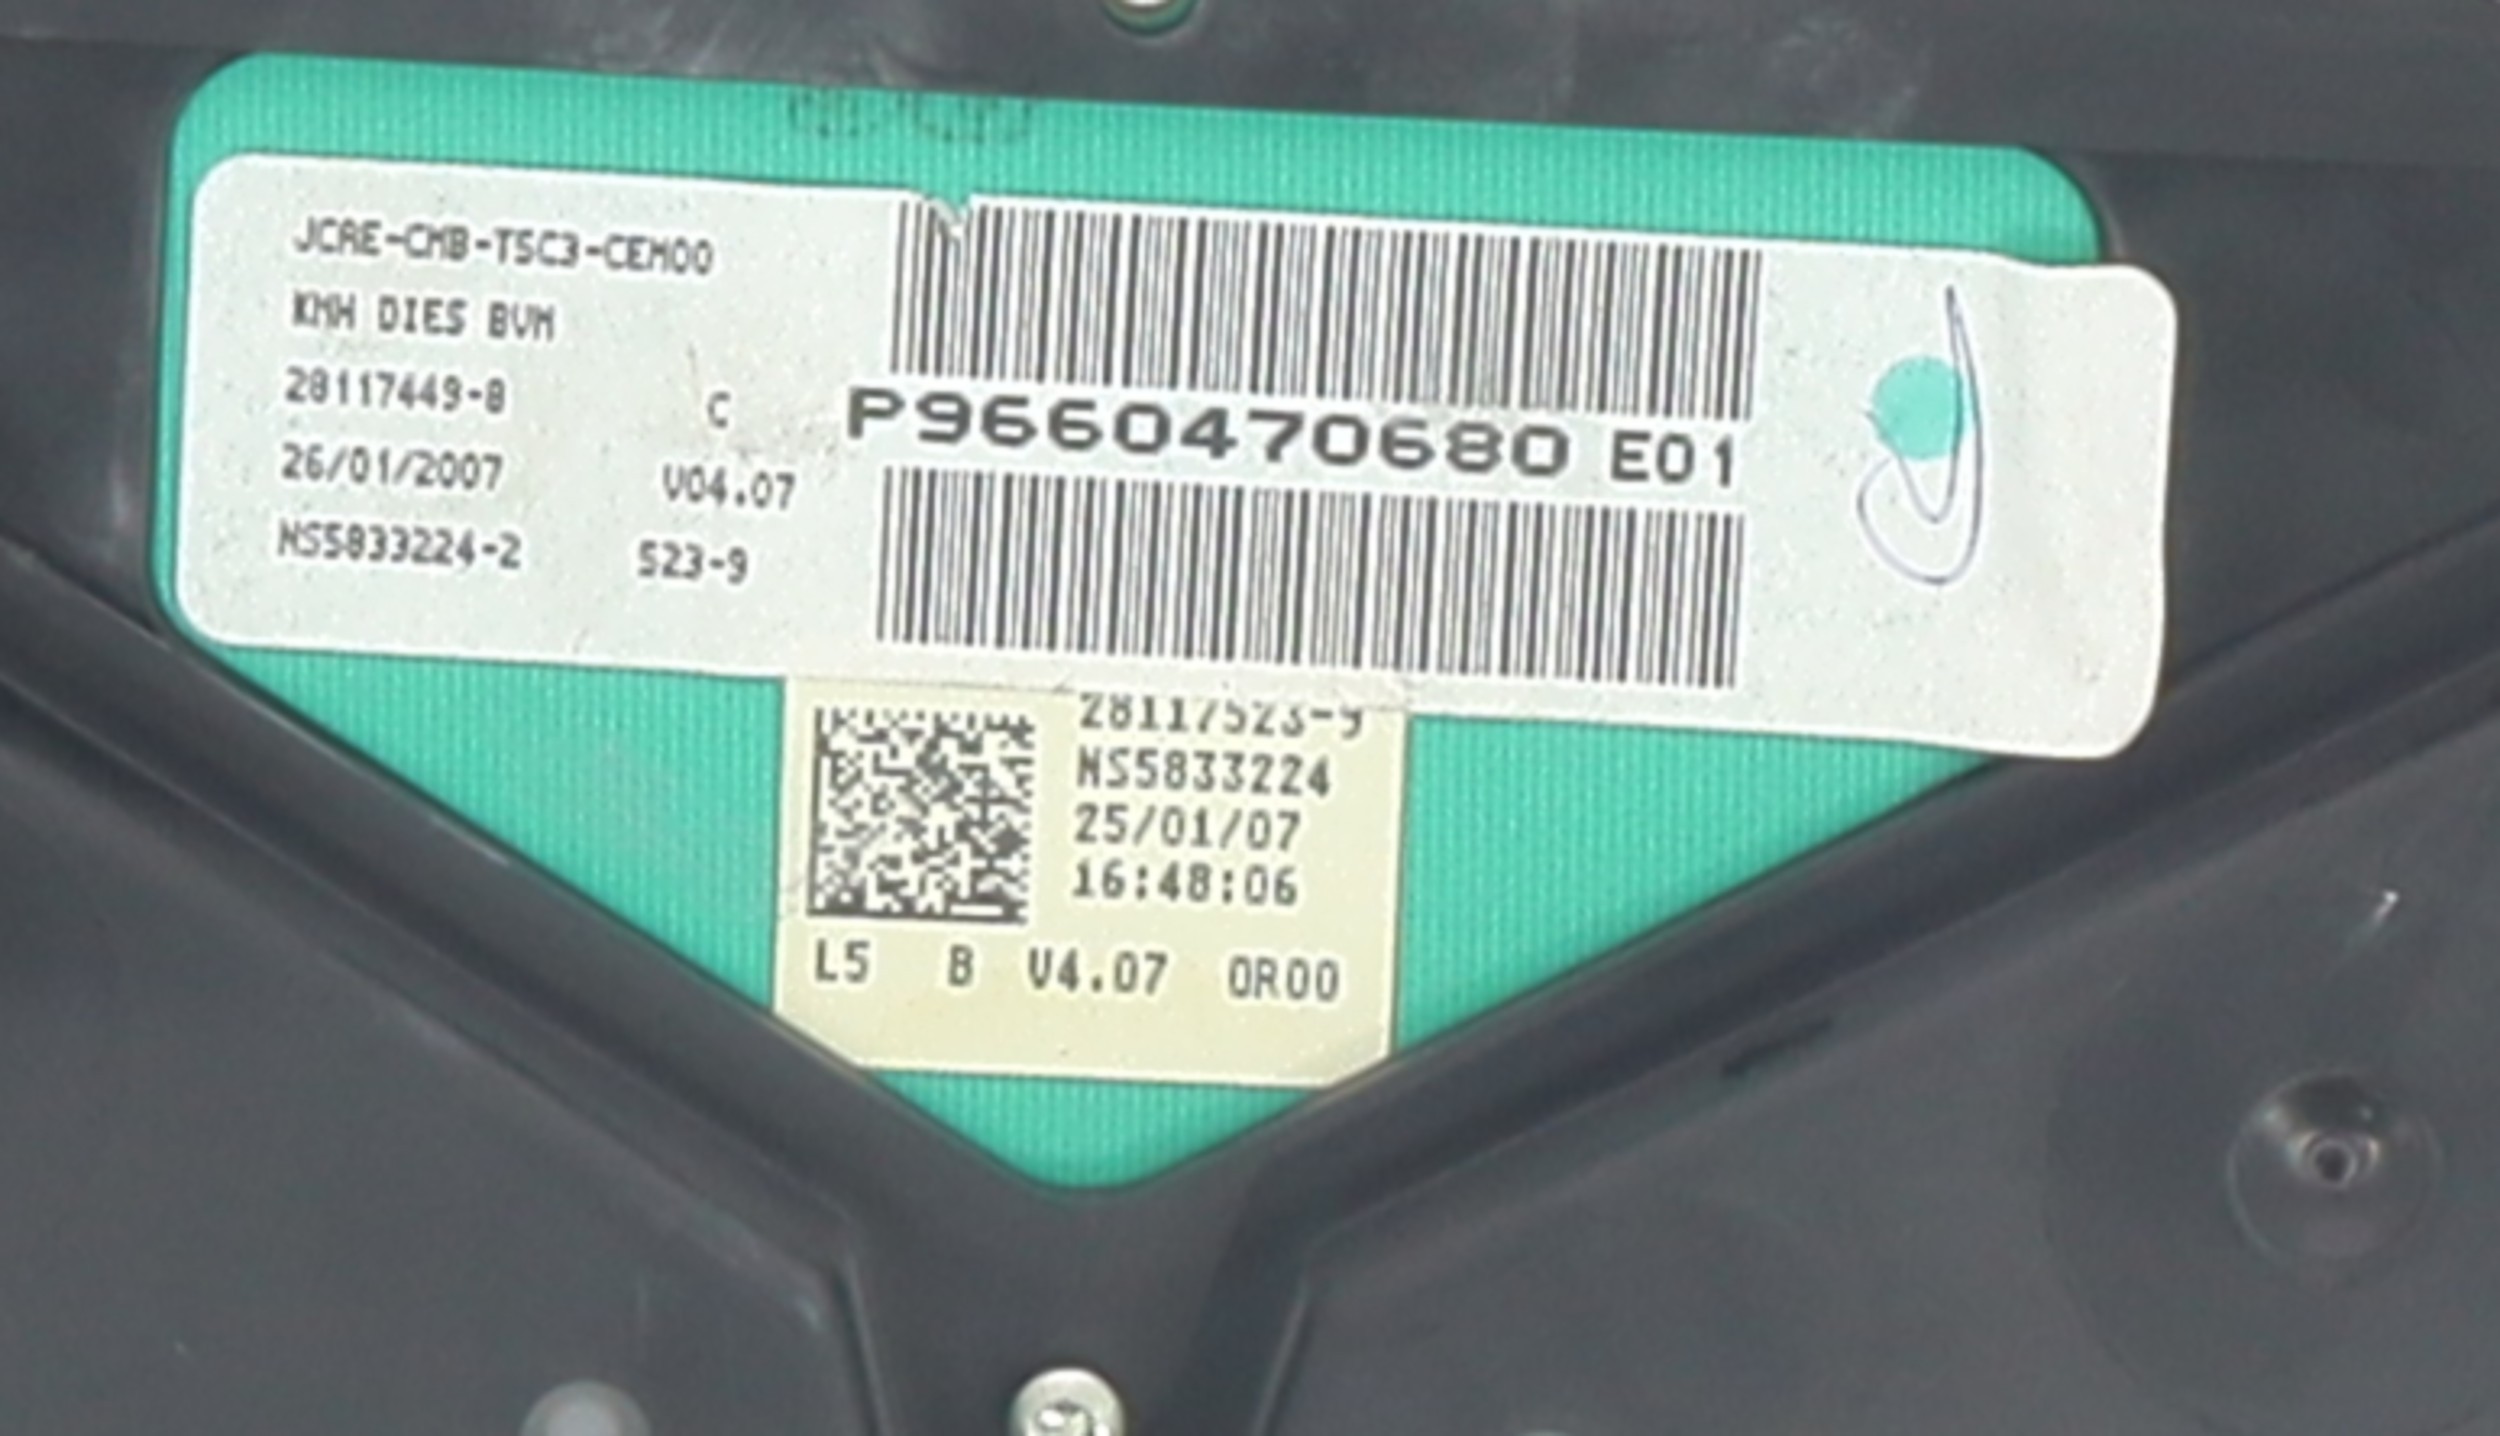 JCAE-CMB-T5C3-CEM00
KMH DIES BVM
28117449-8 C
26/01/2007 V04.07
NS5833224-2 523-9
P9660470680 E01
28117523-9
NS5833224
25/01/07
16:48:06
L5 B V4.07 0R00